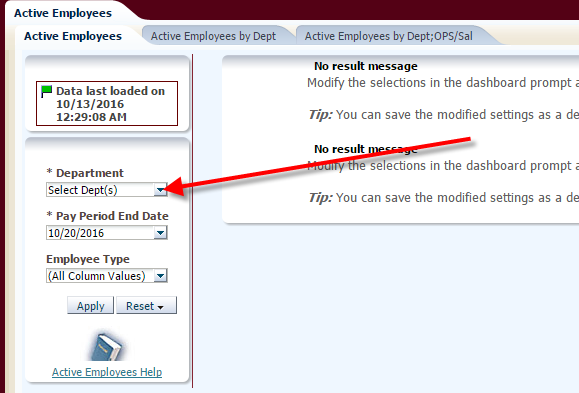 Active Employees
Active Employees
Active Employees by Dept
Active Employees by Dept;OPS/Sal
Data last loaded on
10/13/2016
12:29:08 AM
* Department
Select Dept(s)
* Pay Period End Date
10/20/2016
Employee Type
(All Column Values)
Apply
Reset
Active Employees Help
No result message
Modify the selections in the dashboard prompt a
Tip: You can save the modified settings as a de
No result message
Modify the selections in the dashboard prompt a
Tip: You can save the modified settings as a de